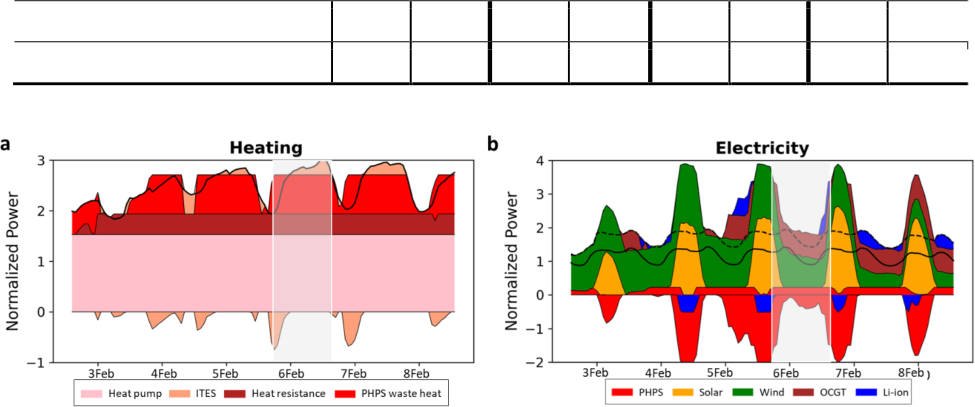 a
Heating
Normalized Power
3
2
1
0
−1
3Feb 4Feb 5Feb 6Feb 7Feb 8Feb
Heat pump ITES Heat resistance PHPS waste heat
b
Electricity
Normalized Power
4
3
2
1
0
−1
−2
3Feb 4Feb 5Feb 6Feb 7Feb 8Feb )
PHPS Solar Wind OCGT Li-ion